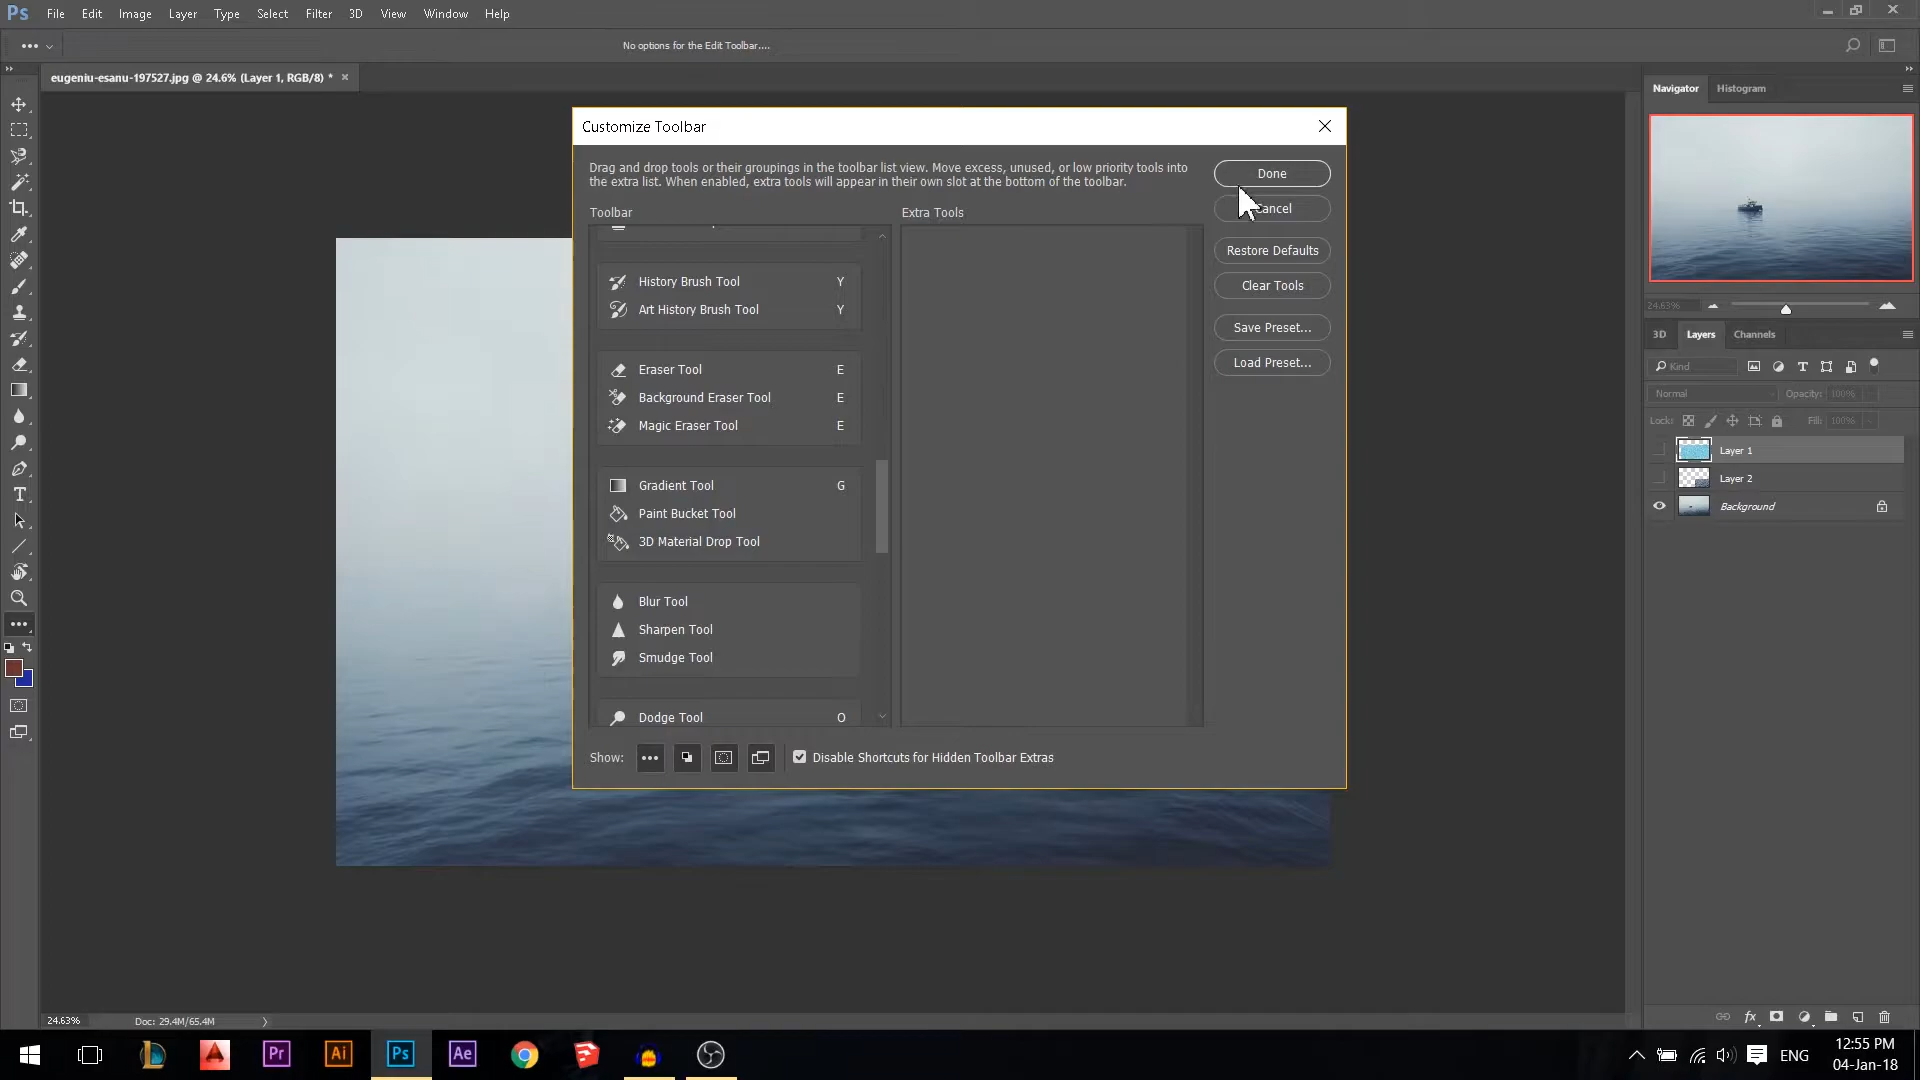 Ps File Edit Image Layer Type Select Filter 3D View Window Help
No options for the Edit Toolbar....
eugeniu-esanu-197527.jpg @ 24.6% (Layer 1, RGB/8) *
Customize Toolbar
Drag and drop tools or their groupings in the toolbar list view. Move excess, unused, or low priority tools into
the extra list. When enabled, extra tools will appear in their own slot at the bottom of the toolbar.
Toolbar
Extra Tools
History Brush Tool Y
Art History Brush Tool Y
Eraser Tool E
Background Eraser Tool E
Magic Eraser Tool E
Gradient Tool G
Paint Bucket Tool
3D Material Drop Tool
Blur Tool
Sharpen Tool
Smudge Tool
Dodge Tool O
Show:
Disable Shortcuts for Hidden Toolbar Extras
Done
Cancel
Restore Defaults
Clear Tools
Save Preset...
Load Preset...
Navigator Histogram
24.63%
3D Layers Channels
Kind
Normal Opacity: 100%
Lock: Fill: 100%
Layer 1
Layer 2
Background
fx
T
24.63% Doc: 29.4M/65.4M
Pr Ai Ps Ae
ENG
12:55 PM
04-Jan-18